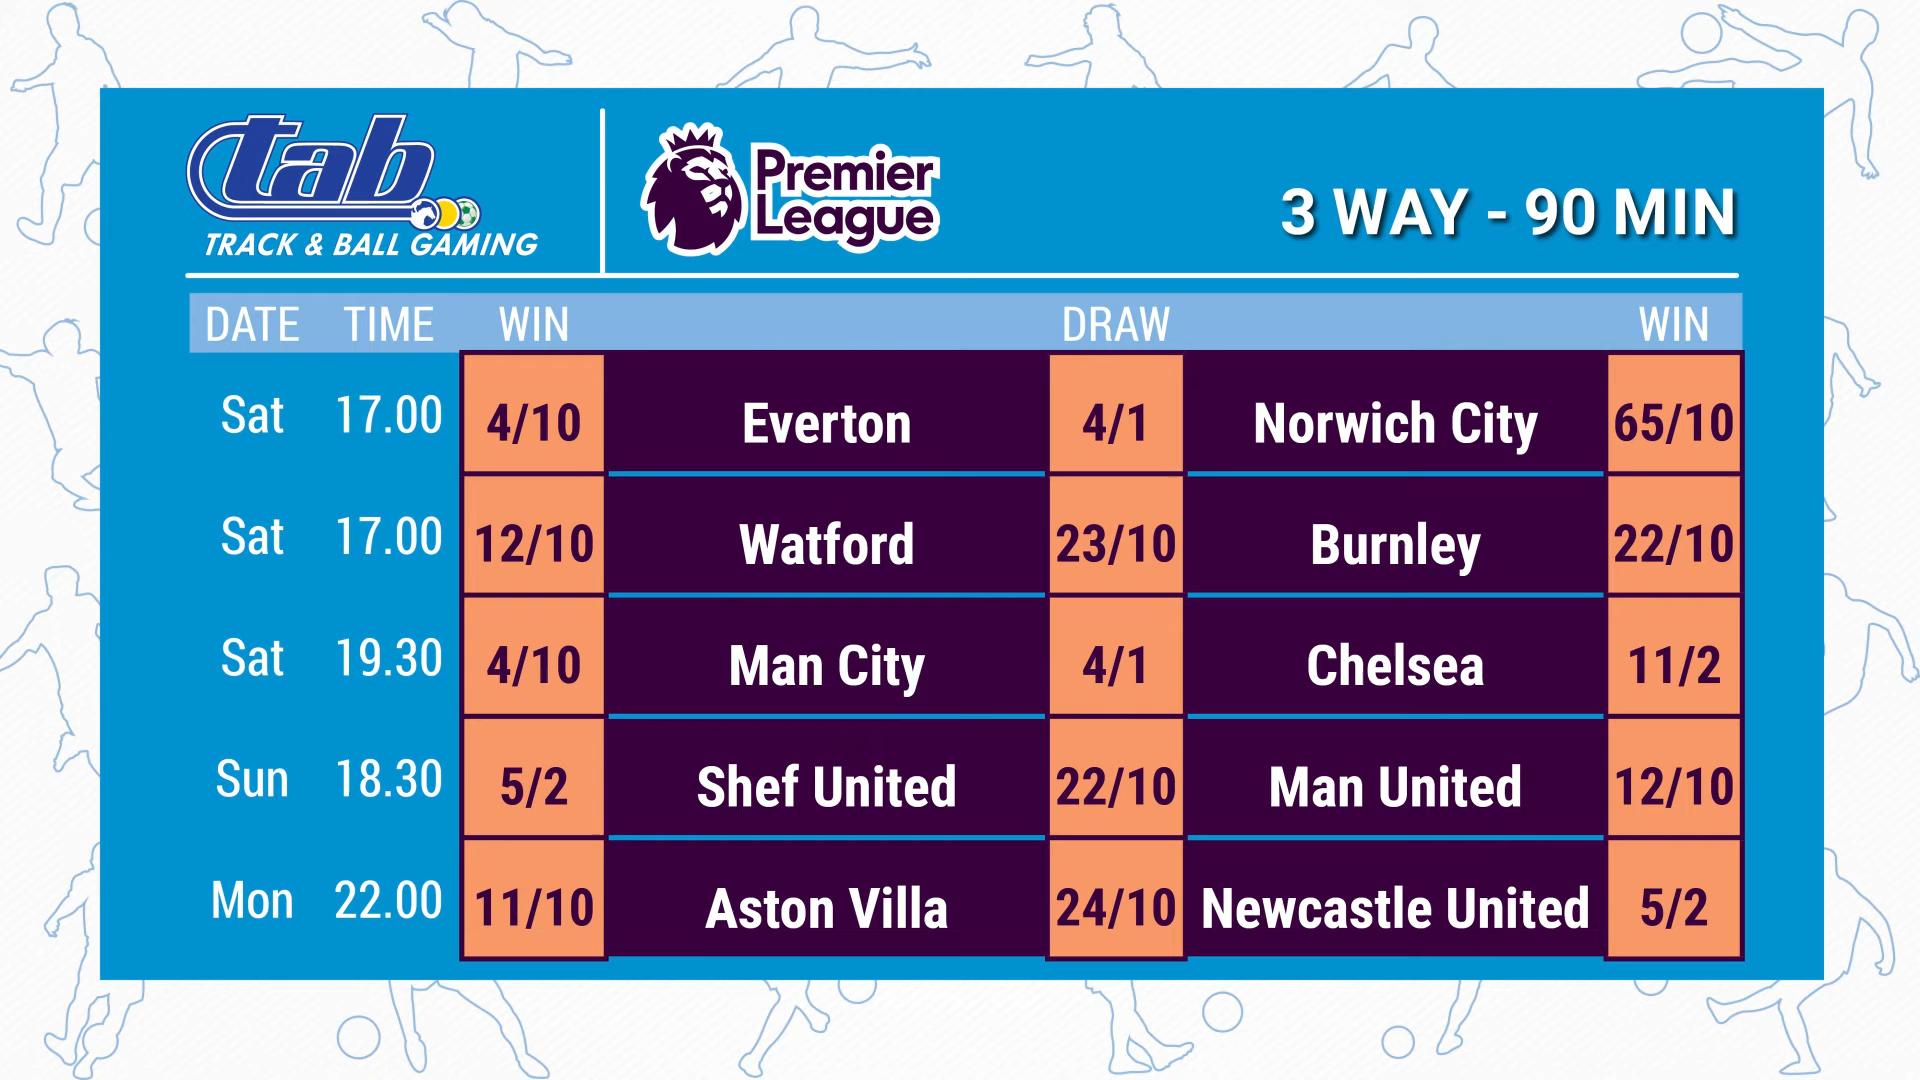 tab
TRACK & BALL GAMING
Premier
League
3 WAY - 90 MIN
DATE TIME WIN DRAW WIN
Sat 17.00 4/10 Everton 4/1 Norwich City 65/10
Sat 17.00 12/10 Watford 23/10 Burnley 22/10
Sat 19.30 4/10 Man City 4/1 Chelsea 11/2
Sun 18.30 5/2 Shef United 22/10 Man United 12/10
Mon 22.00 11/10 Aston Villa 24/10 Newcastle United 5/2